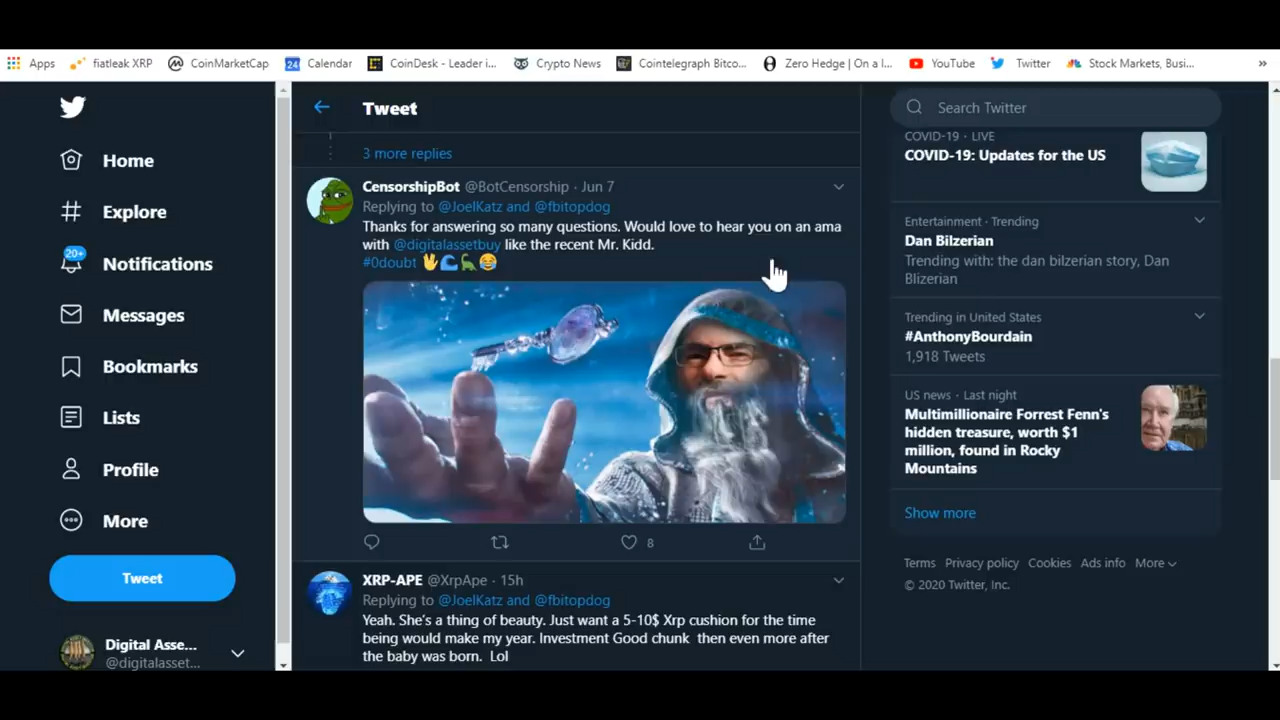 Apps
fiatleak XRP
CoinMarketCap
24
Calendar
CoinDesk - Leader i...
Crypto News
Cointelegraph Bitco...
Zero Hedge | On a l...
YouTube
Twitter
Stock Markets, Busi...
»
Home
Explore
20+
Notifications
Messages
Bookmarks
Lists
Profile
More
Tweet
Digital Asse...
@digitalasset...
Tweet
3 more replies
CensorshipBot @BotCensorship · Jun 7
Replying to @JoelKatz and @fbitopdog
Thanks for answering so many questions. Would love to hear you on an ama
with @digitalassetbuy like the recent Mr. Kidd.
#0doubt 🖖🌊🦕😂
8
XRP-APE @XrpApe · 15h
Replying to @JoelKatz and @fbitopdog
Yeah. She's a thing of beauty. Just want a 5-10$ Xrp cushion for the time
being would make my year. Investment Good chunk then even more after
the baby was born. Lol
Search Twitter
COVID-19 · LIVE
COVID-19: Updates for the US
Entertainment · Trending
Dan Bilzerian
Trending with: the dan bilzerian story, Dan
Blizerian
Trending in United States
#AnthonyBourdain
1,918 Tweets
US news · Last night
Multimillionaire Forrest Fenn's
hidden treasure, worth $1
million, found in Rocky
Mountains
Show more
Terms Privacy policy Cookies Ads info More
© 2020 Twitter, Inc.